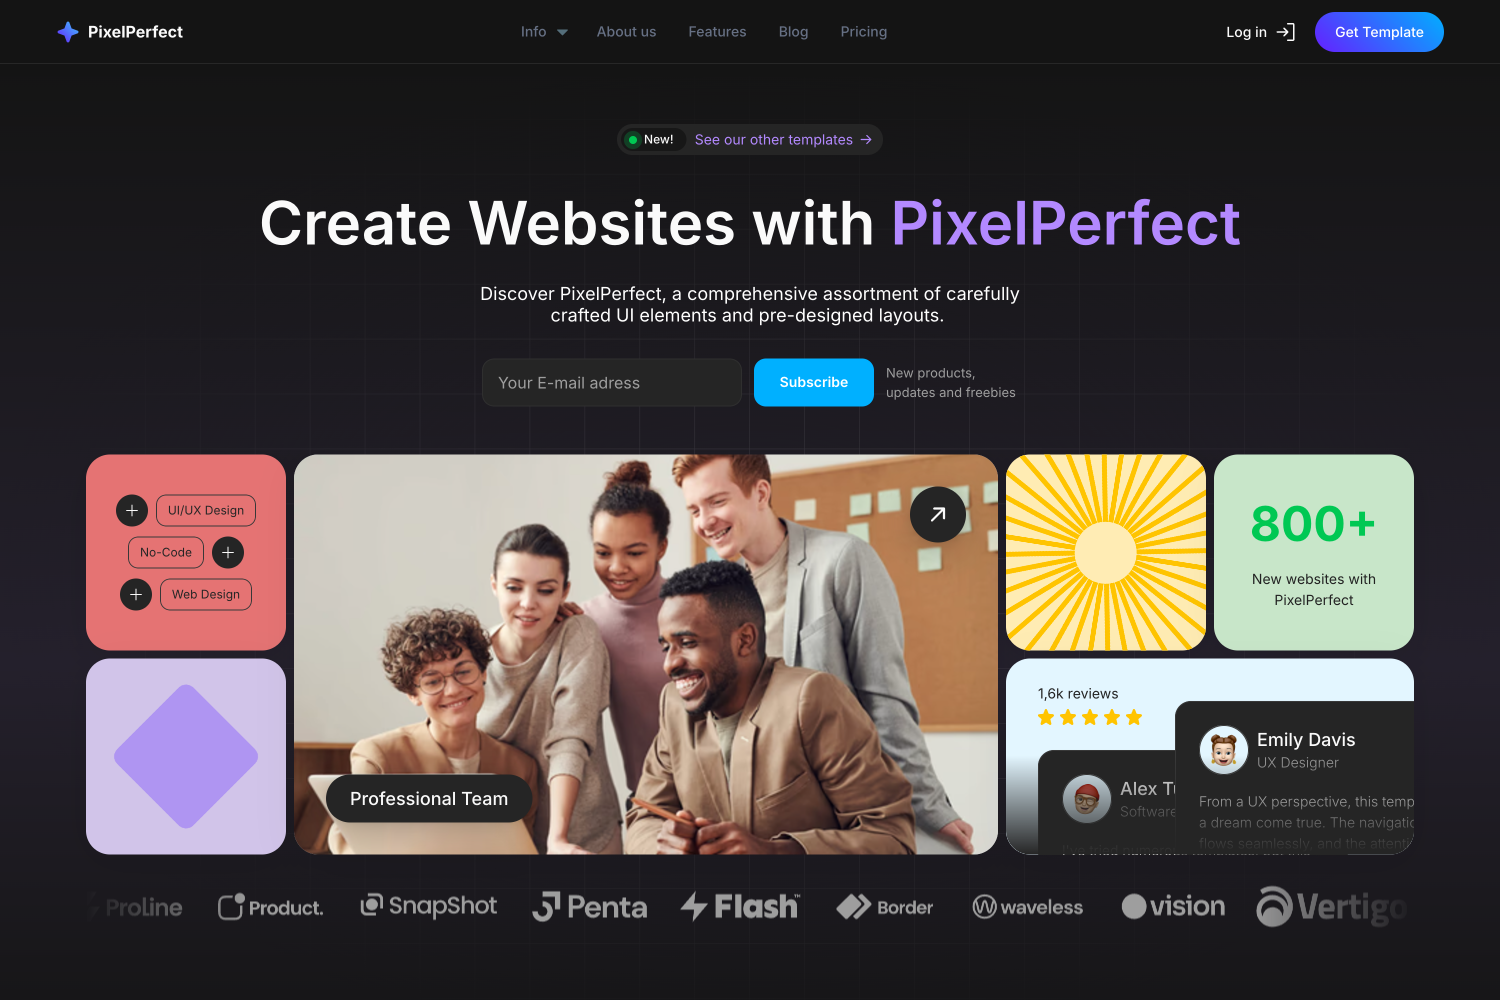 PixelPerfect
Info
About us
Features
Blog
Pricing
Log in
Get Template
New!
See our other templates
Create Websites with PixelPerfect
Discover PixelPerfect, a comprehensive assortment of carefully
crafted UI elements and pre-designed layouts.
Your E-mail adress
Subscribe
New products,
updates and freebies
UI/UX Design
No-Code
Web Design
Professional Team
800+
New websites with
PixelPerfect
1,6k reviews
Alex
Software
Emily Davis
UX Designer
From a UX perspective, this temp
a dream come true. The navigatio
flows seamlessly, and the attenti
Proline
Product.
SnapShot
Penta
Flash™
Border
waveless
vision
Vertigo